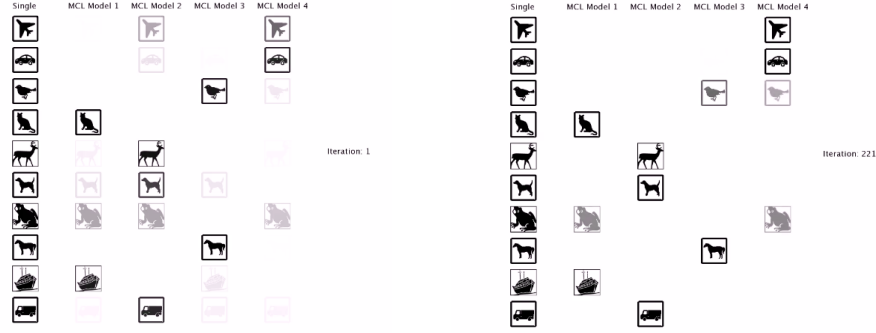 Single MCL Model 1 MCL Model 2 MCL Model 3 MCL Model 4
Iteration: 1
Single MCL Model 1 MCL Model 2 MCL Model 3 MCL Model 4
Iteration: 221